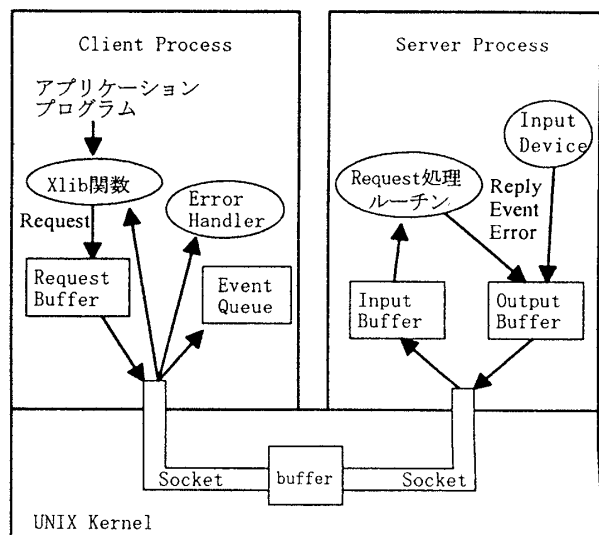 Client Process
アプリケーション
プログラム
Xlib関数
Request
Error
Handler
Request
Buffer
Event
Queue
Server Process
Input
Device
Request処理
ルーチン
Reply
Event
Error
Input
Buffer
Output
Buffer
Socket
buffer
Socket
UNIX Kernel